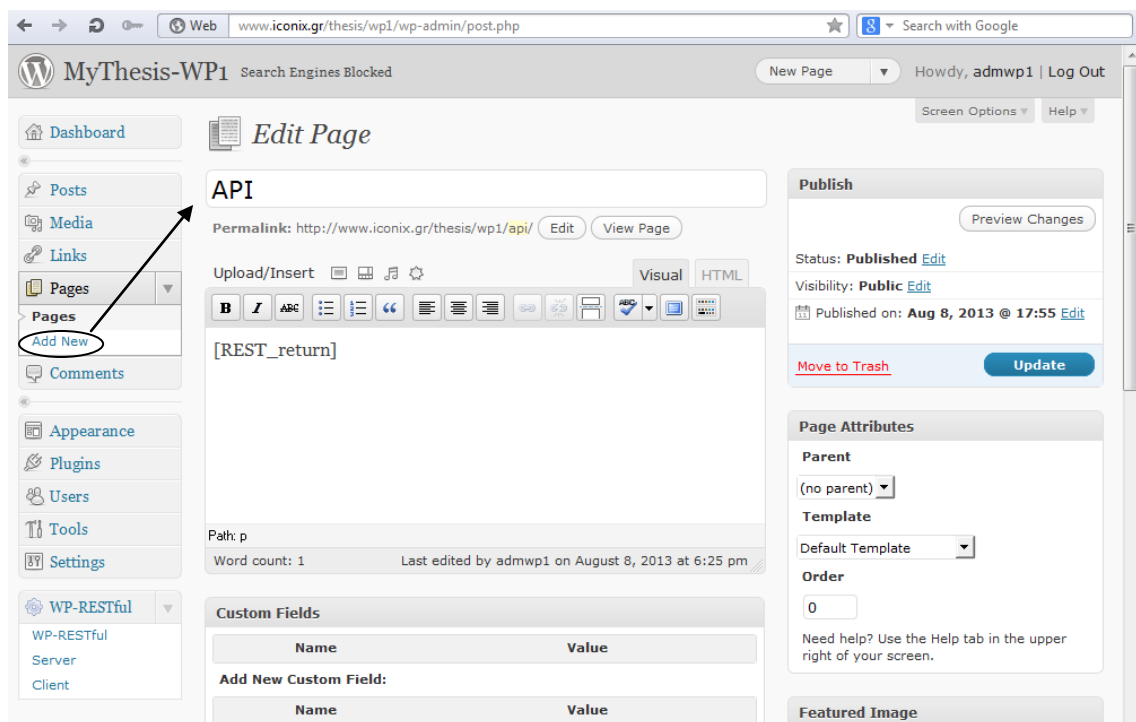 Web www.iconix.gr/thesis/wp1/wp-admin/post.php Search with Google
MyThesis-WP1 Search Engines Blocked New Page Howdy, admwp1 | Log Out
Screen Options Help
Dashboard
Posts
Media
Links
Pages
Pages
Add New
Comments
Appearance
Plugins
Users
Tools
Settings
WP-RESTful
WP-RESTful
Server
Client
Edit Page
API
Permalink: http://www.iconix.gr/thesis/wp1/api/ Edit View Page
Upload/Insert Visual HTML
B I ABC ABC
[REST_return]
Path: p
Word count: 1 Last edited by admwp1 on August 8, 2013 at 6:25 pm
Custom Fields
Name Value
Add New Custom Field:
Name Value
Publish
Preview Changes
Status: Published Edit
Visibility: Public Edit
Published on: Aug 8, 2013 @ 17:55 Edit
Move to Trash Update
Page Attributes
Parent
(no parent)
Template
Default Template
Order
0
Need help? Use the Help tab in the upper
right of your screen.
Featured Image